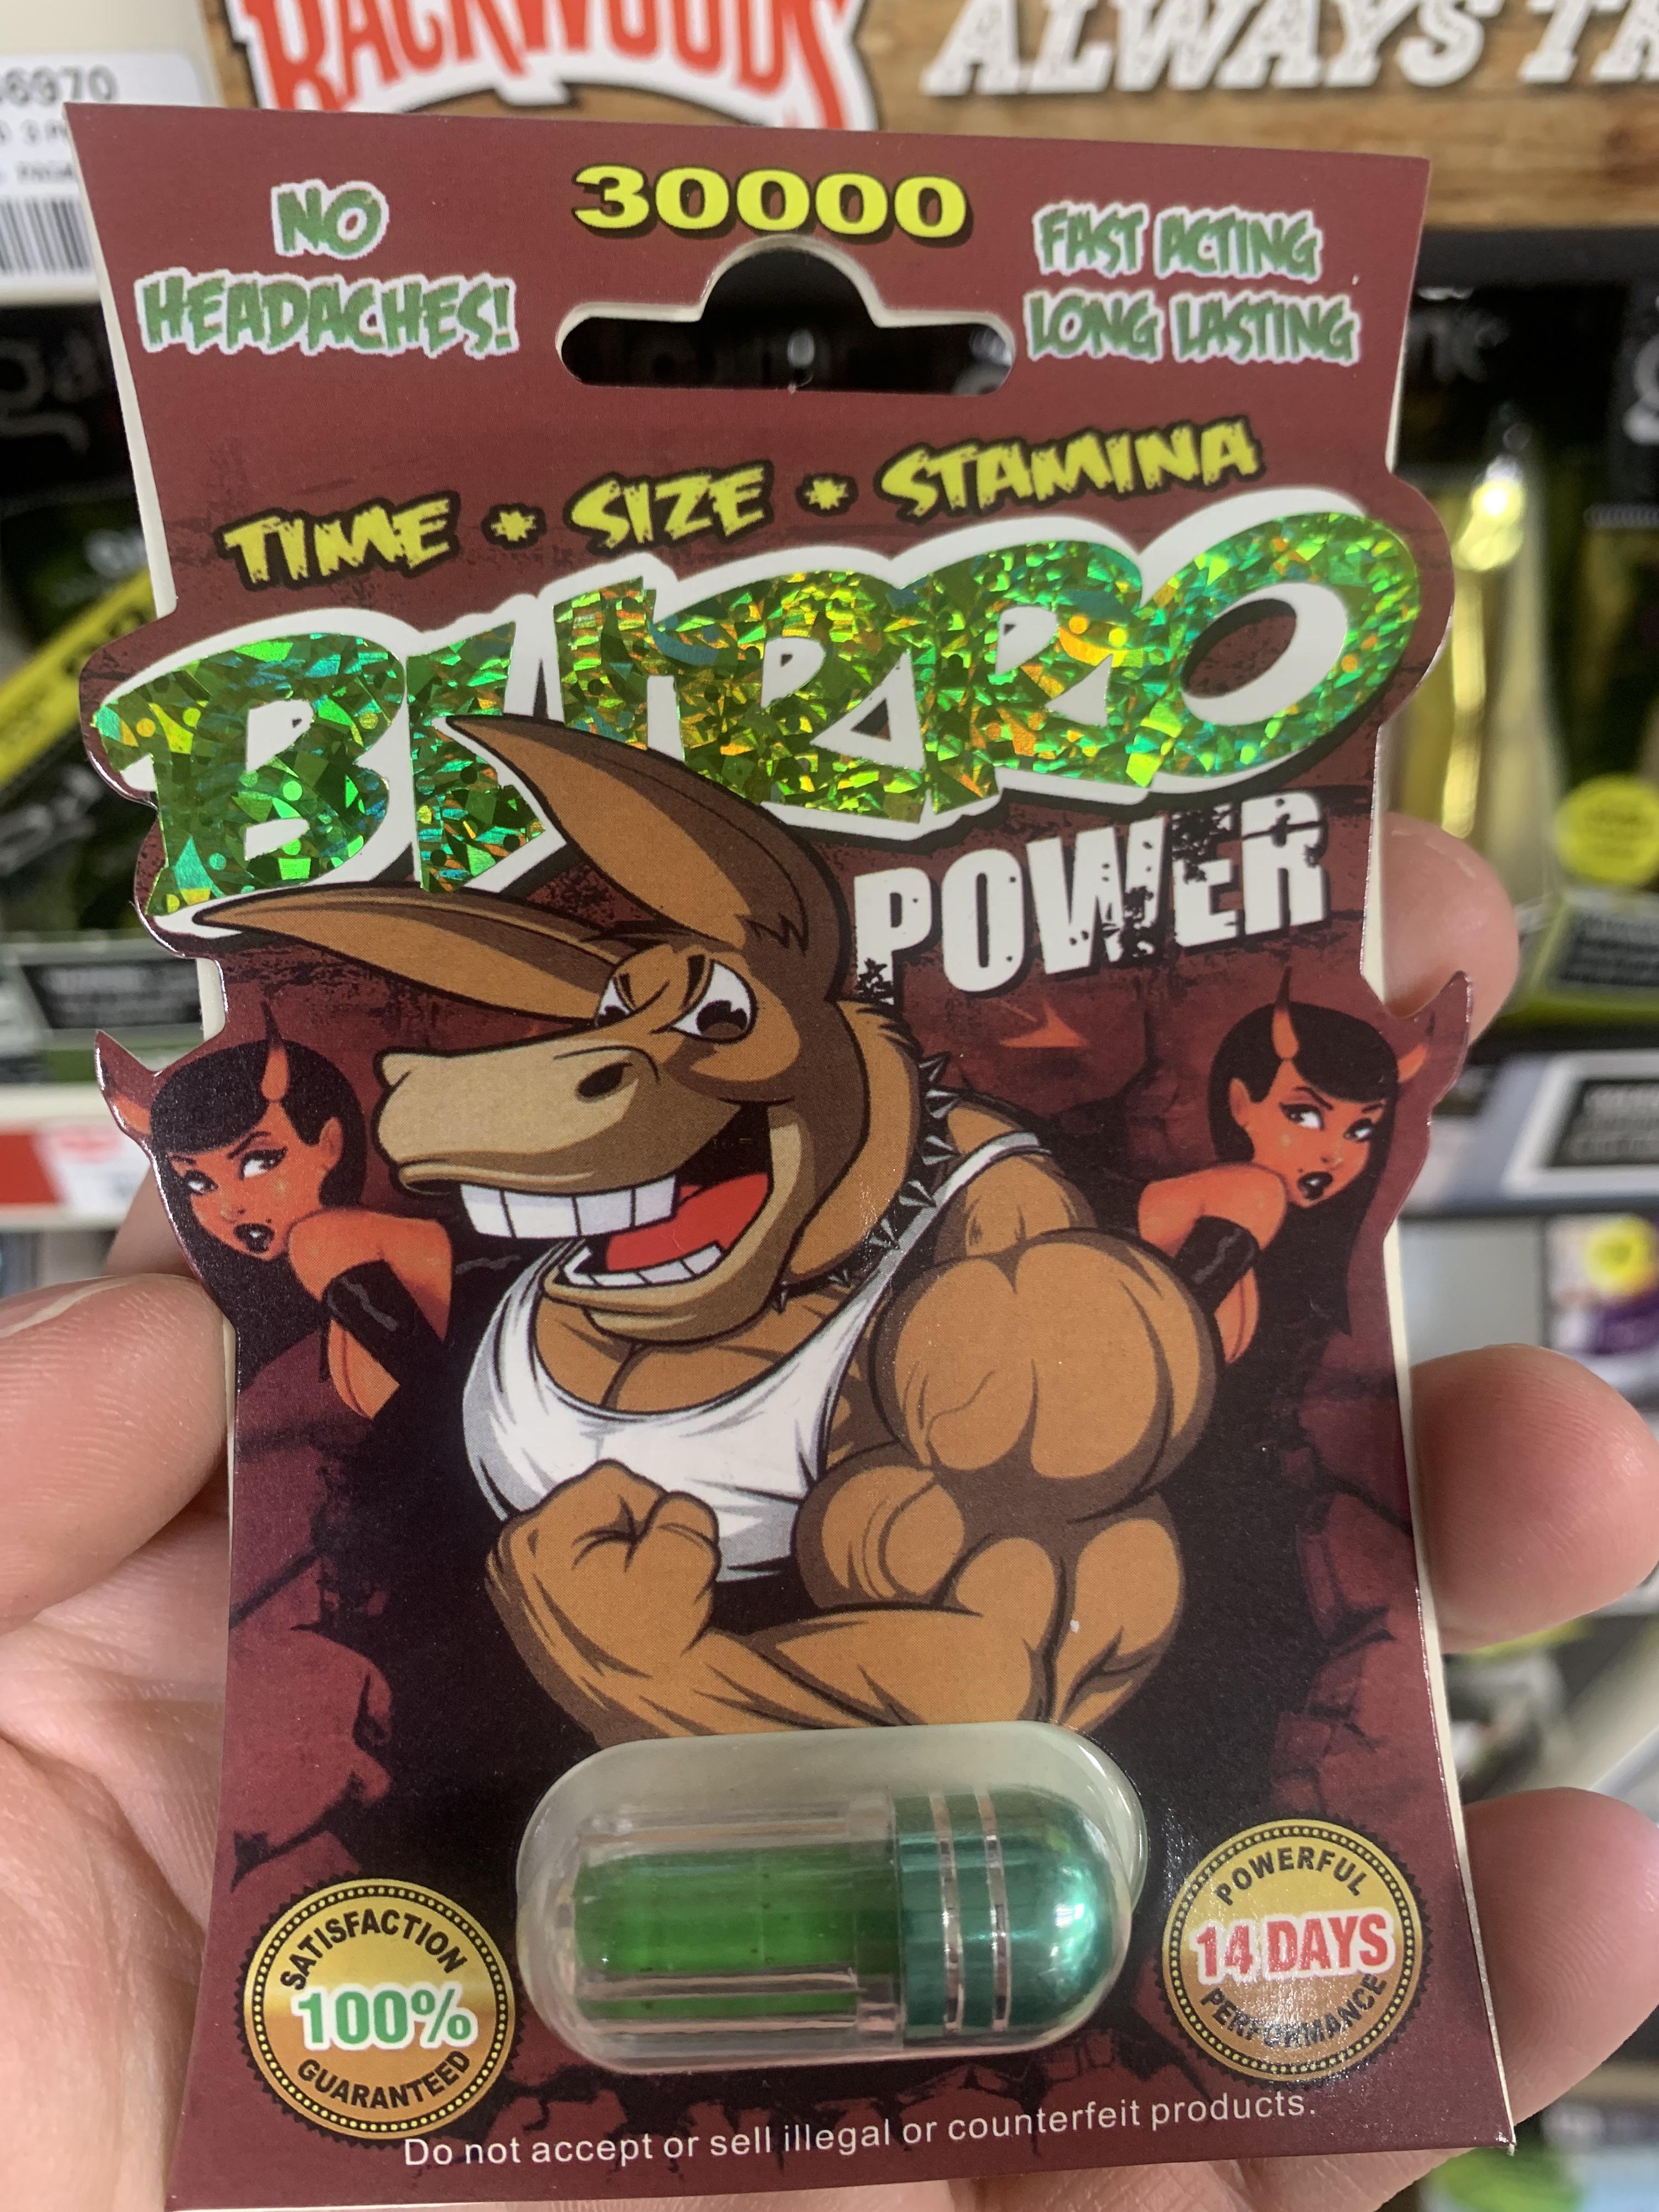 BACKWOODS
ALWAYS
6970
30000
NO
HEADACHES!
FAST ACTING
LONG LASTING
TIME * SIZE * STAMINA
BURRO
POWER
SATISFACTION
100%
GUARANTEED
POWERFUL
14 DAYS
PERFORMANCE
Do not accept or sell illegal or counterfeit products.